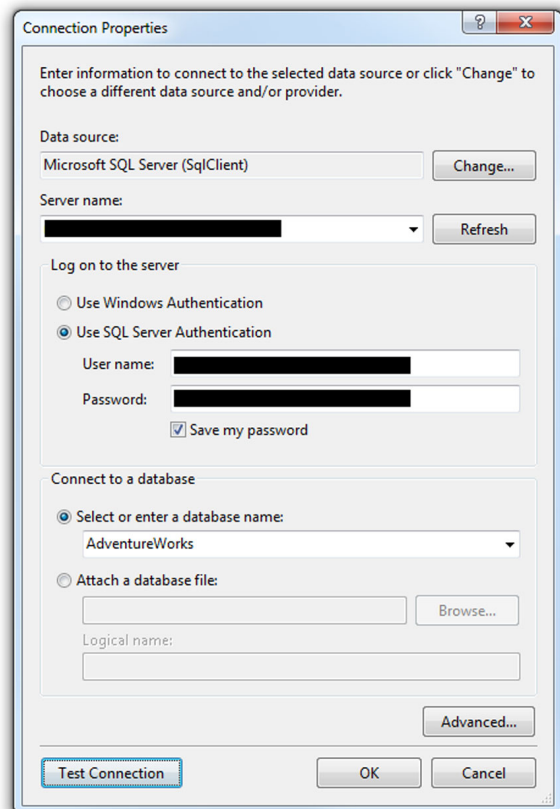 Connection Properties
Enter information to connect to the selected data source or click "Change" to
choose a different data source and/or provider.
Data source:
Microsoft SQL Server (SqlClient)
Change...
Server name:
Refresh
Log on to the server
Use Windows Authentication
Use SQL Server Authentication
User name:
Password:
Save my password
Connect to a database
Select or enter a database name:
AdventureWorks
Attach a database file:
Browse...
Logical name:
Advanced...
Test Connection
OK
Cancel